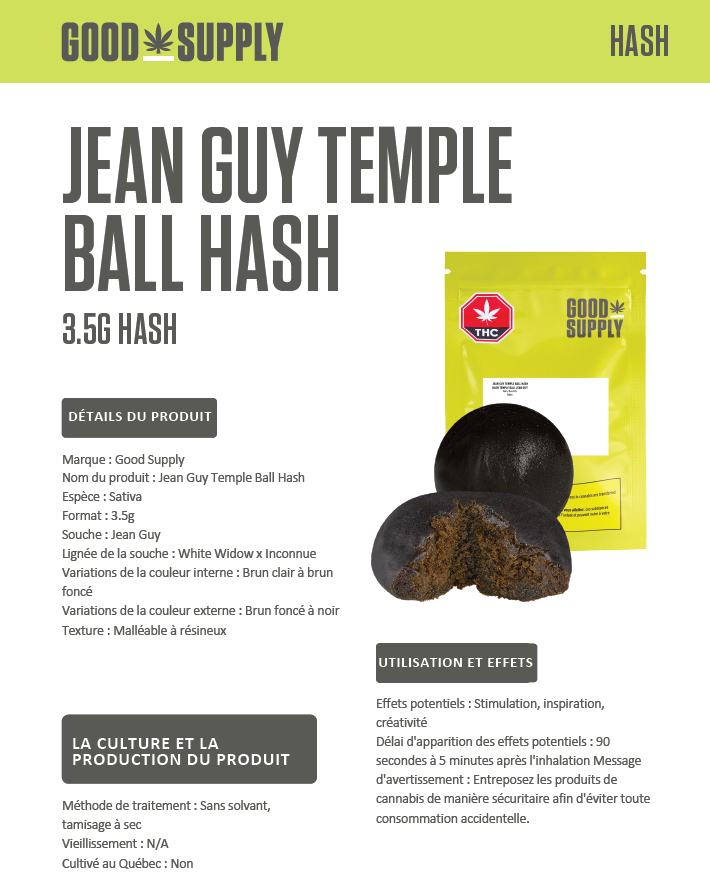 GOOD SUPPLY
HASH
JEAN GUY TEMPLE
BALL HASH
3.5G HASH
THC
GOOD
SUPPLY
JEAN GUY TEMPLE BALL HASH
DÉTAILS DU PRODUIT
Marque : Good Supply
Nom du produit : Jean Guy Temple Ball Hash
Espèce : Sativa
Format : 3.5g
Souche : Jean Guy
Lignée de la souche : White Widow x Inconnue
Variations de la couleur interne : Brun clair à brun
foncé
Variations de la couleur externe : Brun foncé à noir
Texture : Malléable à résineux
UTILISATION ET EFFETS
Effets potentiels : Stimulation, inspiration,
créativité
Délai d'apparition des effets potentiels : 90
secondes à 5 minutes après l'inhalation Message
d'avertissement : Entreposez les produits de
cannabis de manière sécuritaire afin d'éviter toute
consommation accidentelle.
LA CULTURE ET LA
PRODUCTION DU PRODUIT
Méthode de traitement : Sans solvant,
tamisage à sec
Vieillissement : N/A
Cultivé au Québec : Non